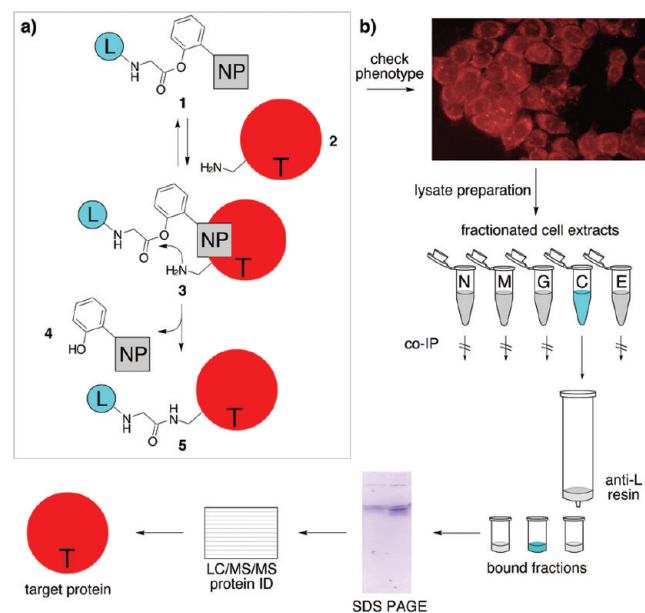 a)
L
N
H
O
O
NP
1
2
H₂N
T
L
N
H
O
O
NP
H₂N
T
3
4
HO
NP
L
N
H
O
H
N
T
5
b)
check
phenotype
lysate preparation
fractionated cell extracts
N M G C E
co-IP
anti-L
resin
bound fractions
SDS PAGE
LC/MS/MS
protein ID
T
target protein